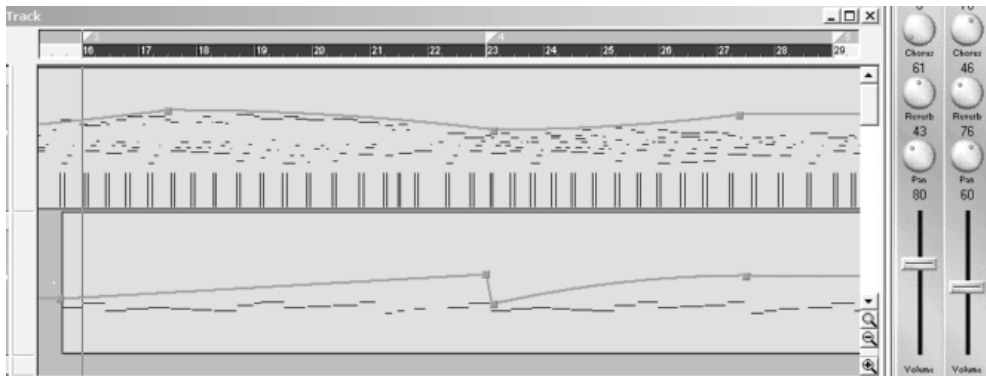 Track
3 4 5
16 17 18 19 20 21 22 23 24 25 26 27 28 29
Chorus Chorus
61 46
Reverb Reverb
43 76
Pan Pan
80 60
Volume Volume